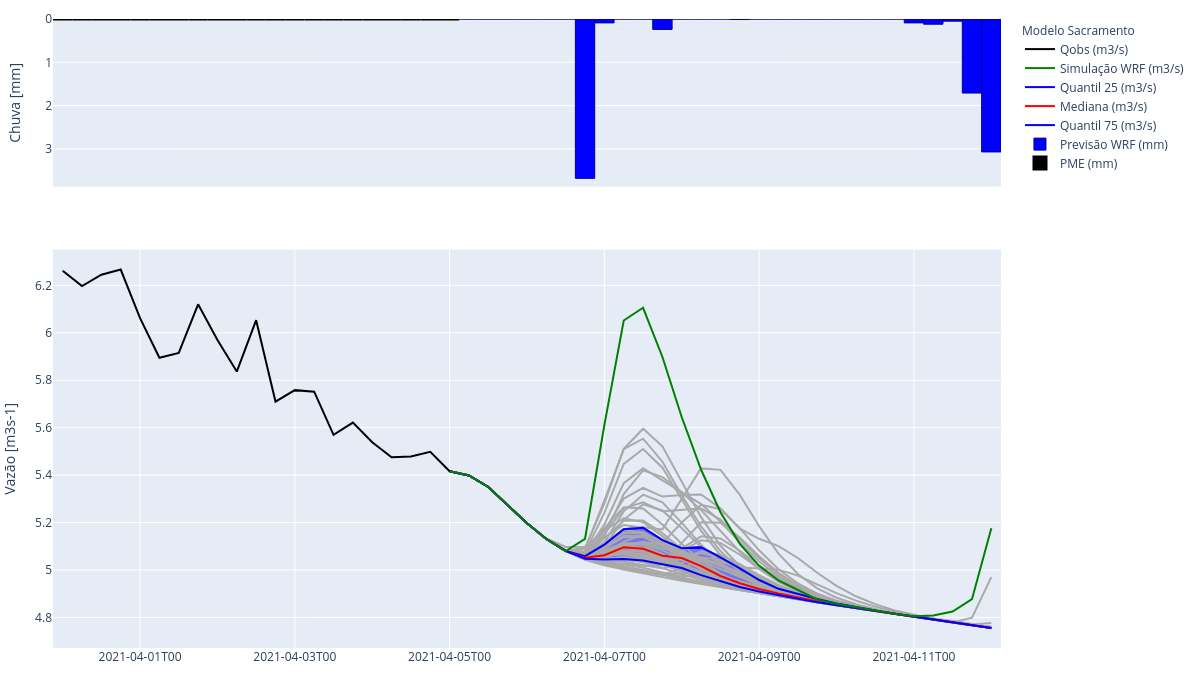 Chuva [mm]
0
1
2
3
Modelo Sacramento
Qobs (m3/s)
Simulação WRF (m3/s)
Quantil 25 (m3/s)
Mediana (m3/s)
Quantil 75 (m3/s)
Previsão WRF (mm)
PME (mm)
Vazão [m3s-1]
6.2
6
5.8
5.6
5.4
5.2
5
4.8
2021-04-01T00
2021-04-03T00
2021-04-05T00
2021-04-07T00
2021-04-09T00
2021-04-11T00